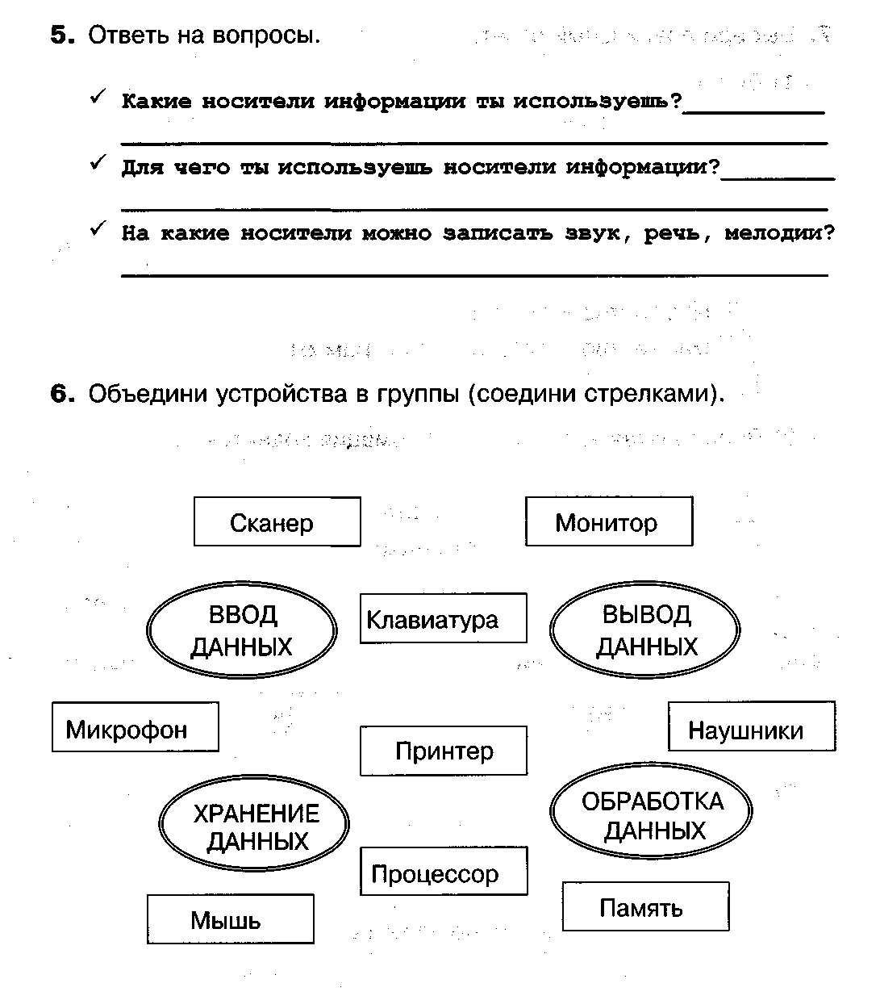 5. Ответь на вопросы.
✓ Какие носители информации ты используешь?
✓ Для чего ты используешь носители информации?
✓ На какие носители можно записать звук, речь, мелодии?
6. Объедини устройства в группы (соедини стрелками).
Сканер
Монитор
ВВОД
ДАННЫХ
Клавиатура
ВЫВОД
ДАННЫХ
Микрофон
Принтер
Наушники
ХРАНЕНИЕ
ДАННЫХ
ОБРАБОТКА
ДАННЫХ
Процессор
Мышь
Память